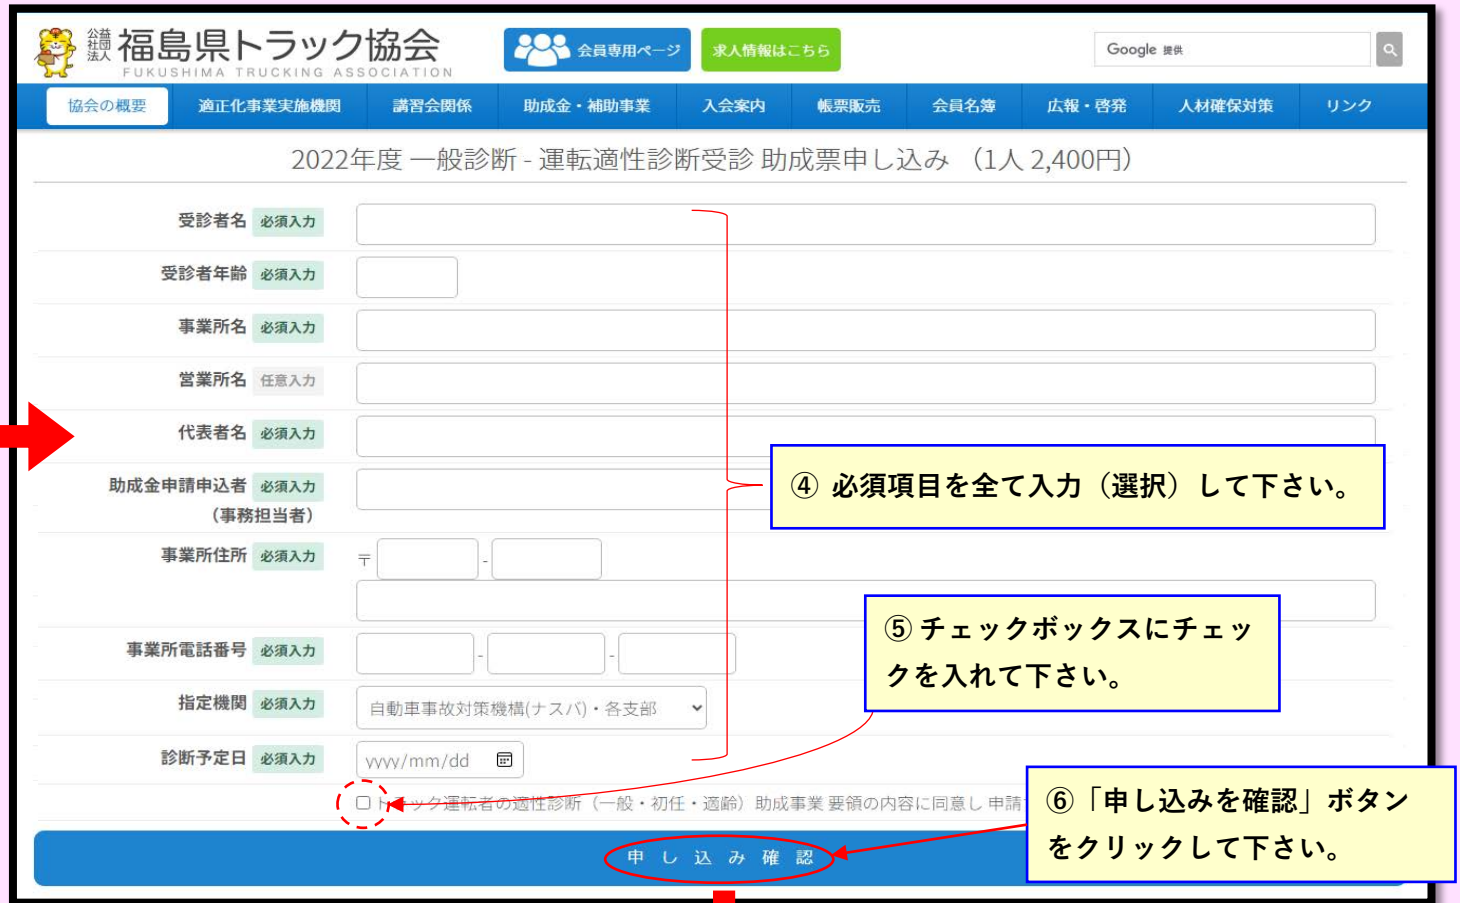 公益社団法人 福島県トラック協会
FUKUSHIMA TRUCKING ASSOCIATION
会員専用ページ
求人情報はこちら
Google 提供
協会の概要 適正化事業実施機関 講習会関係 助成金・補助事業 入会案内 帳票販売 会員名簿 広報・啓発 人材確保対策 リンク
2022年度 一般診断 - 運転適性診断受診 助成票申し込み （1人 2,400円）
受診者名 必須入力
受診者年齢 必須入力
事業所名 必須入力
営業所名 任意入力
代表者名 必須入力
助成金申請申込者 必須入力
（事務担当者）
④ 必須項目を全て入力（選択）して下さい。
事業所住所 必須入力 〒 -
事業所電話番号 必須入力 - -
⑤チェックボックスにチェッ
クを入れて下さい。
指定機関 必須入力 自動車事故対策機構(ナスバ)・各支部
診断予定日 必須入力 yyyy/mm/dd
トラック運転者の適性診断（一般・初任・適齢）助成事業 要領の内容に同意し 申請
⑥「申し込みを確認」ボタン
をクリックして下さい。
申し込み確認